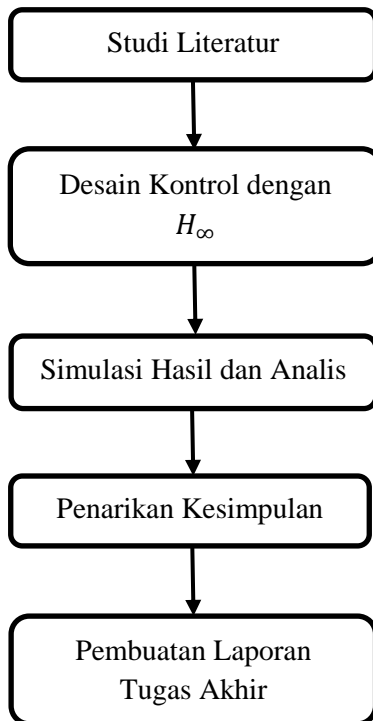 Studi Literatur
Desain Kontrol dengan
H∞
Simulasi Hasil dan Analis
Penarikan Kesimpulan
Pembuatan Laporan
Tugas Akhir